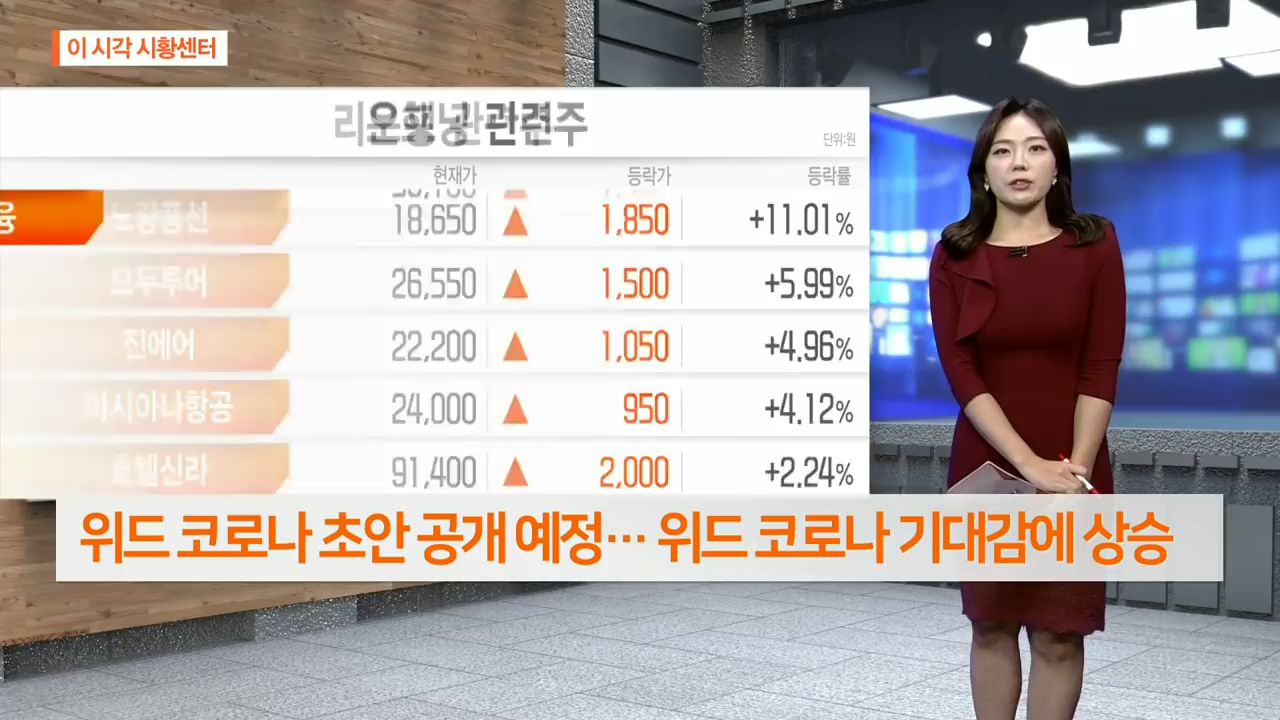 이 시각 시황센터
관련주
단위:원
현재가 등락가 등락률
18,650 ▲ 1,850 +11.01%
모두투어 26,550 ▲ 1,500 +5.99%
진에어 22,200 ▲ 1,050 +4.96%
아시아나항공 24,000 ▲ 950 +4.12%
호텔신라 91,400 ▲ 2,000 +2.24%
위드 코로나 초안 공개 예정… 위드 코로나 기대감에 상승